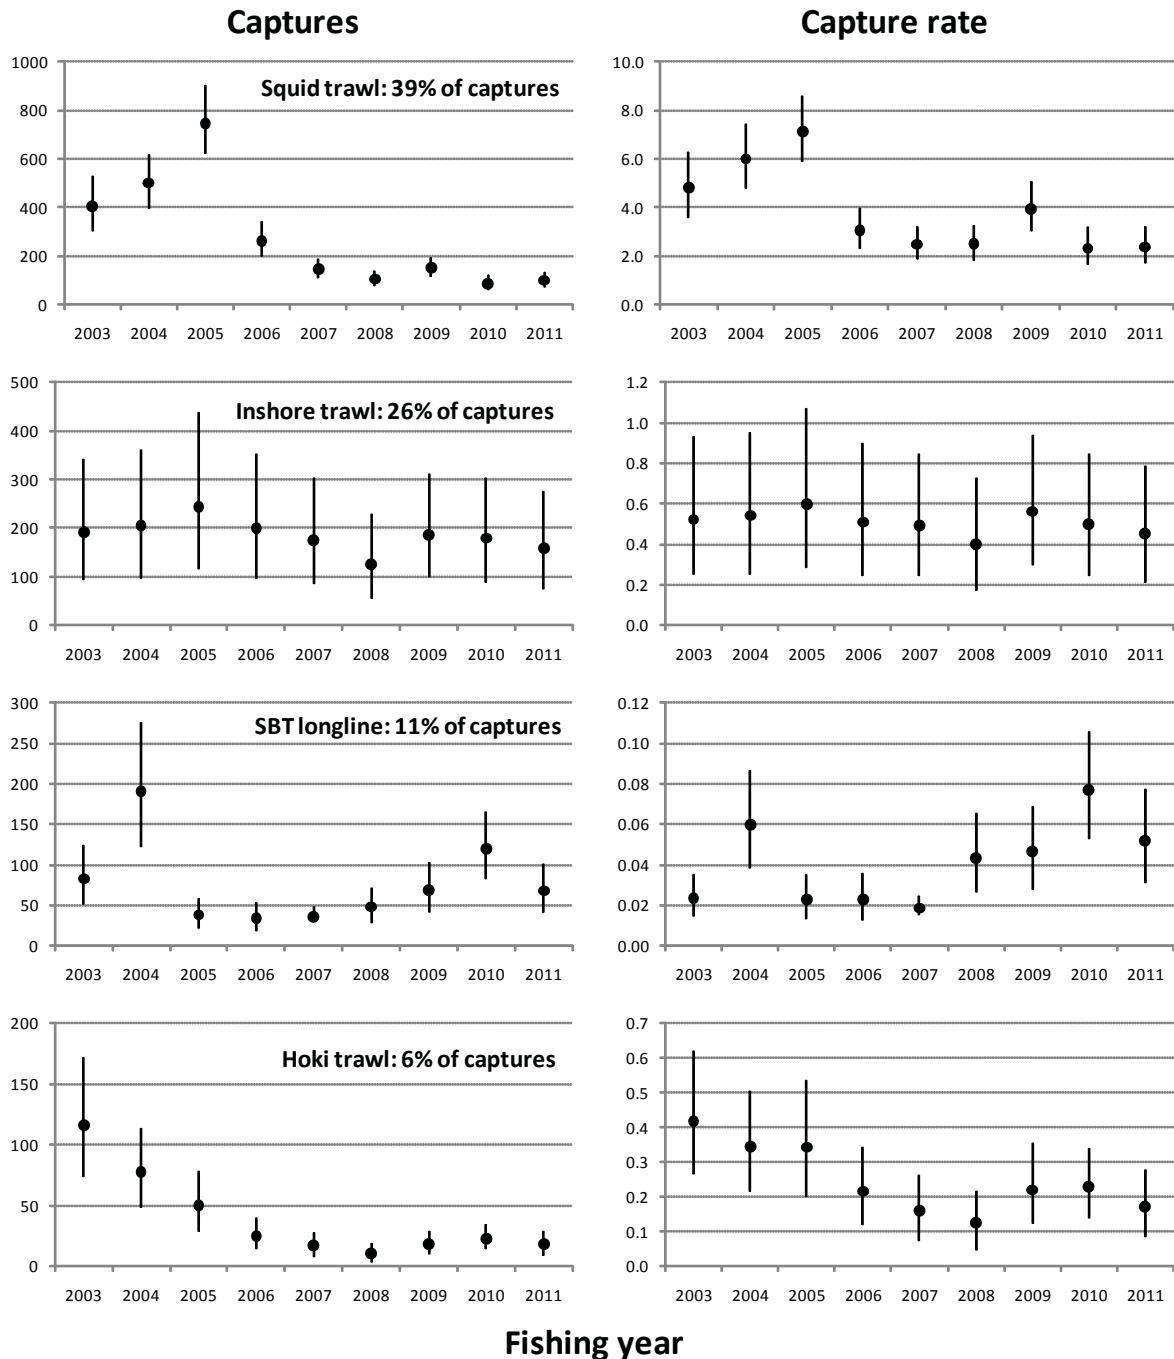 Captures Capture rate
1000 10.0
Squid trawl: 39% of captures
800 8.0
600 6.0
400 4.0
200 2.0
0 0.0
2003 2004 2005 2006 2007 2008 2009 2010 2011 2003 2004 2005 2006 2007 2008 2009 2010 2011
500 1.2
Inshore trawl: 26% of captures
400 1.0
300 0.8
200 0.6
100 0.4
0 0.2
0.0
2003 2004 2005 2006 2007 2008 2009 2010 2011 2003 2004 2005 2006 2007 2008 2009 2010 2011
300 0.12
SBT longline: 11% of captures
250 0.10
200 0.08
150 0.06
100 0.04
50 0.02
0 0.00
2003 2004 2005 2006 2007 2008 2009 2010 2011 2003 2004 2005 2006 2007 2008 2009 2010 2011
200 0.7
Hoki trawl: 6% of captures
150 0.6
100 0.5
50 0.4
0 0.3
0.2
0.1
0.0
2003 2004 2005 2006 2007 2008 2009 2010 2011 2003 2004 2005 2006 2007 2008 2009 2010 2011
Fishing year